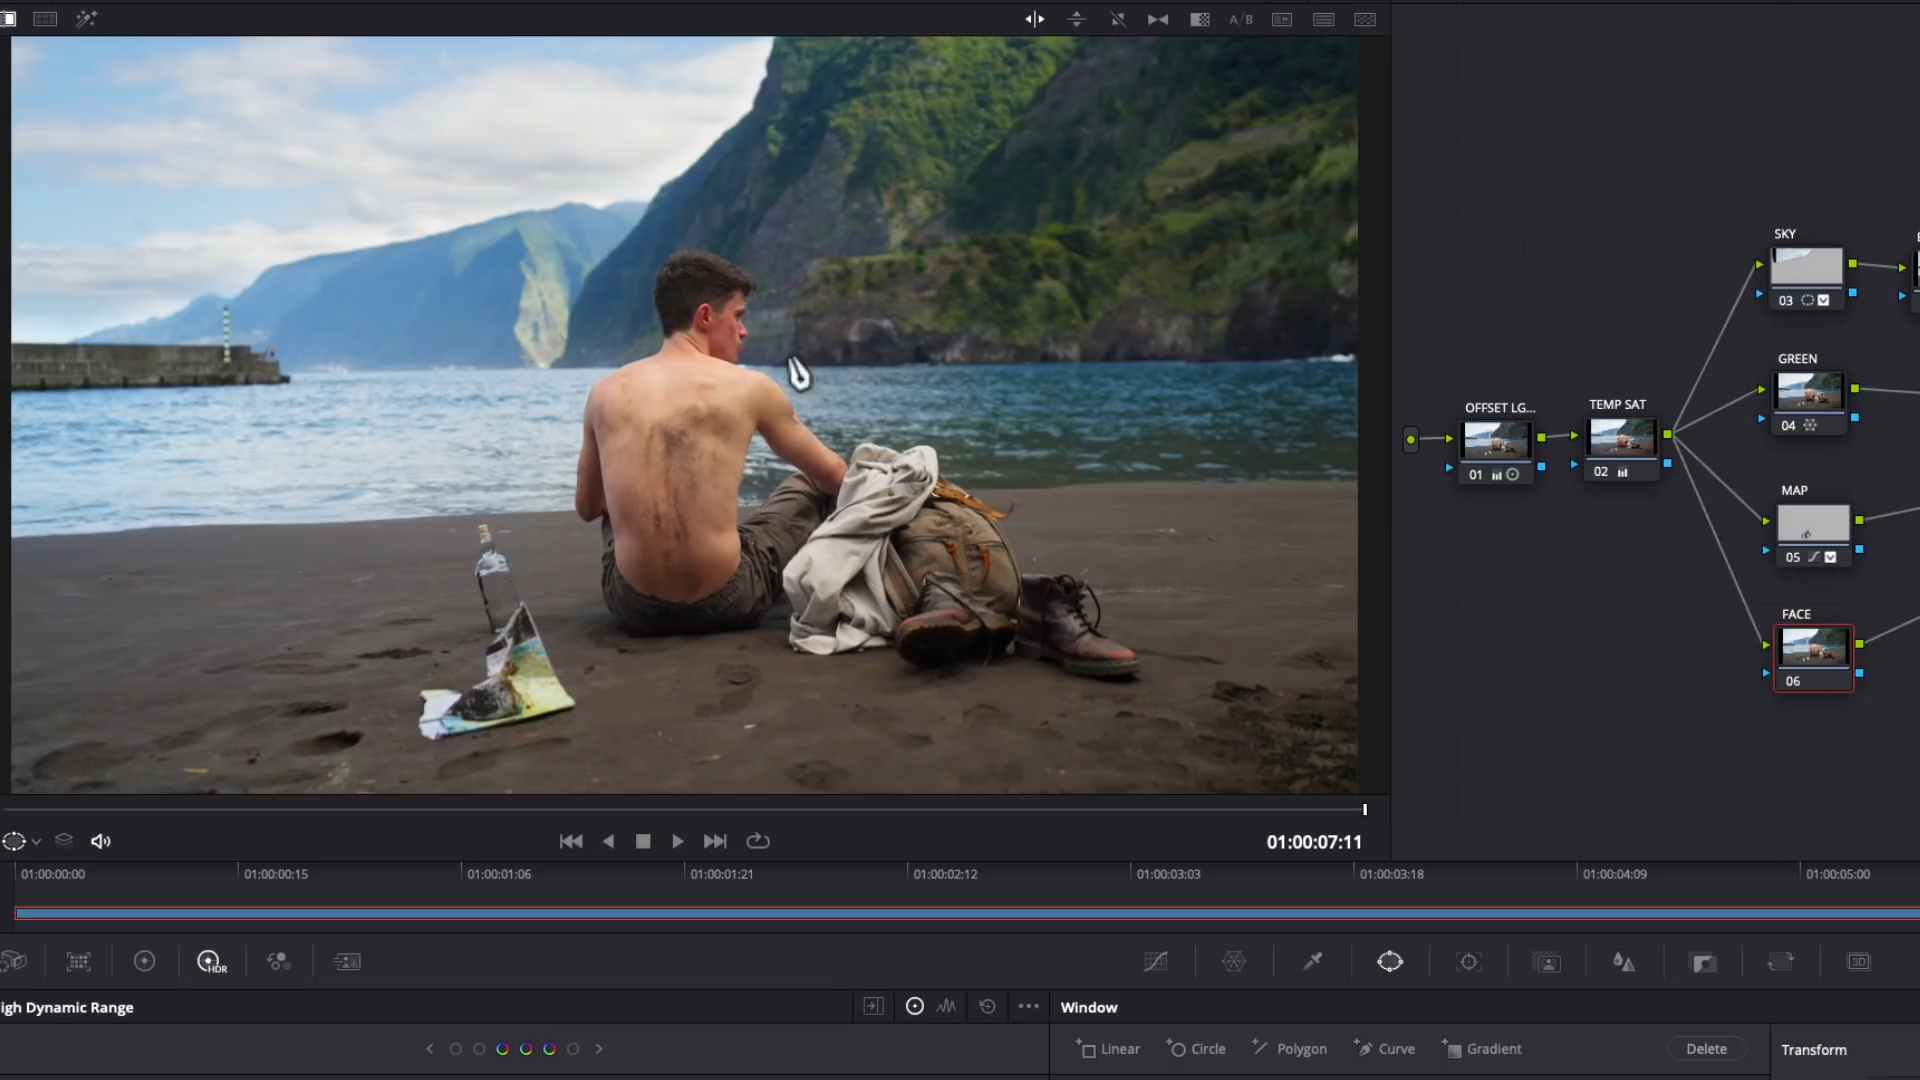 A/B
SKY
03
GREEN
04
OFFSET LG...
01
TEMP SAT
02
MAP
05
FACE
06
01:00:07:11
01:00:00:00
01:00:00:15
01:00:01:06
01:00:01:21
01:00:02:12
01:00:03:03
01:00:03:18
01:00:04:09
01:00:05:00
HDR
3D
igh Dynamic Range
Window
Linear
Circle
Polygon
Curve
Gradient
Delete
Transform